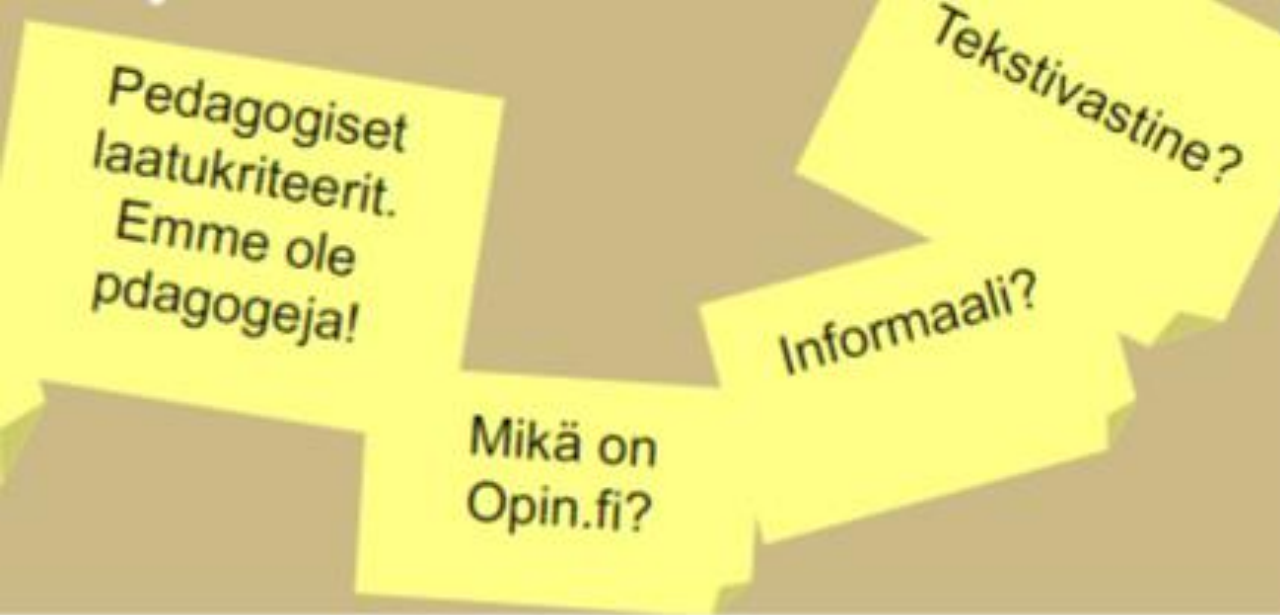 Pedagogiset
laatukriteerit.
Emme ole
pdagogeja!
Tekstivastine?
Informaali?
Mikä on
Opin.fi?